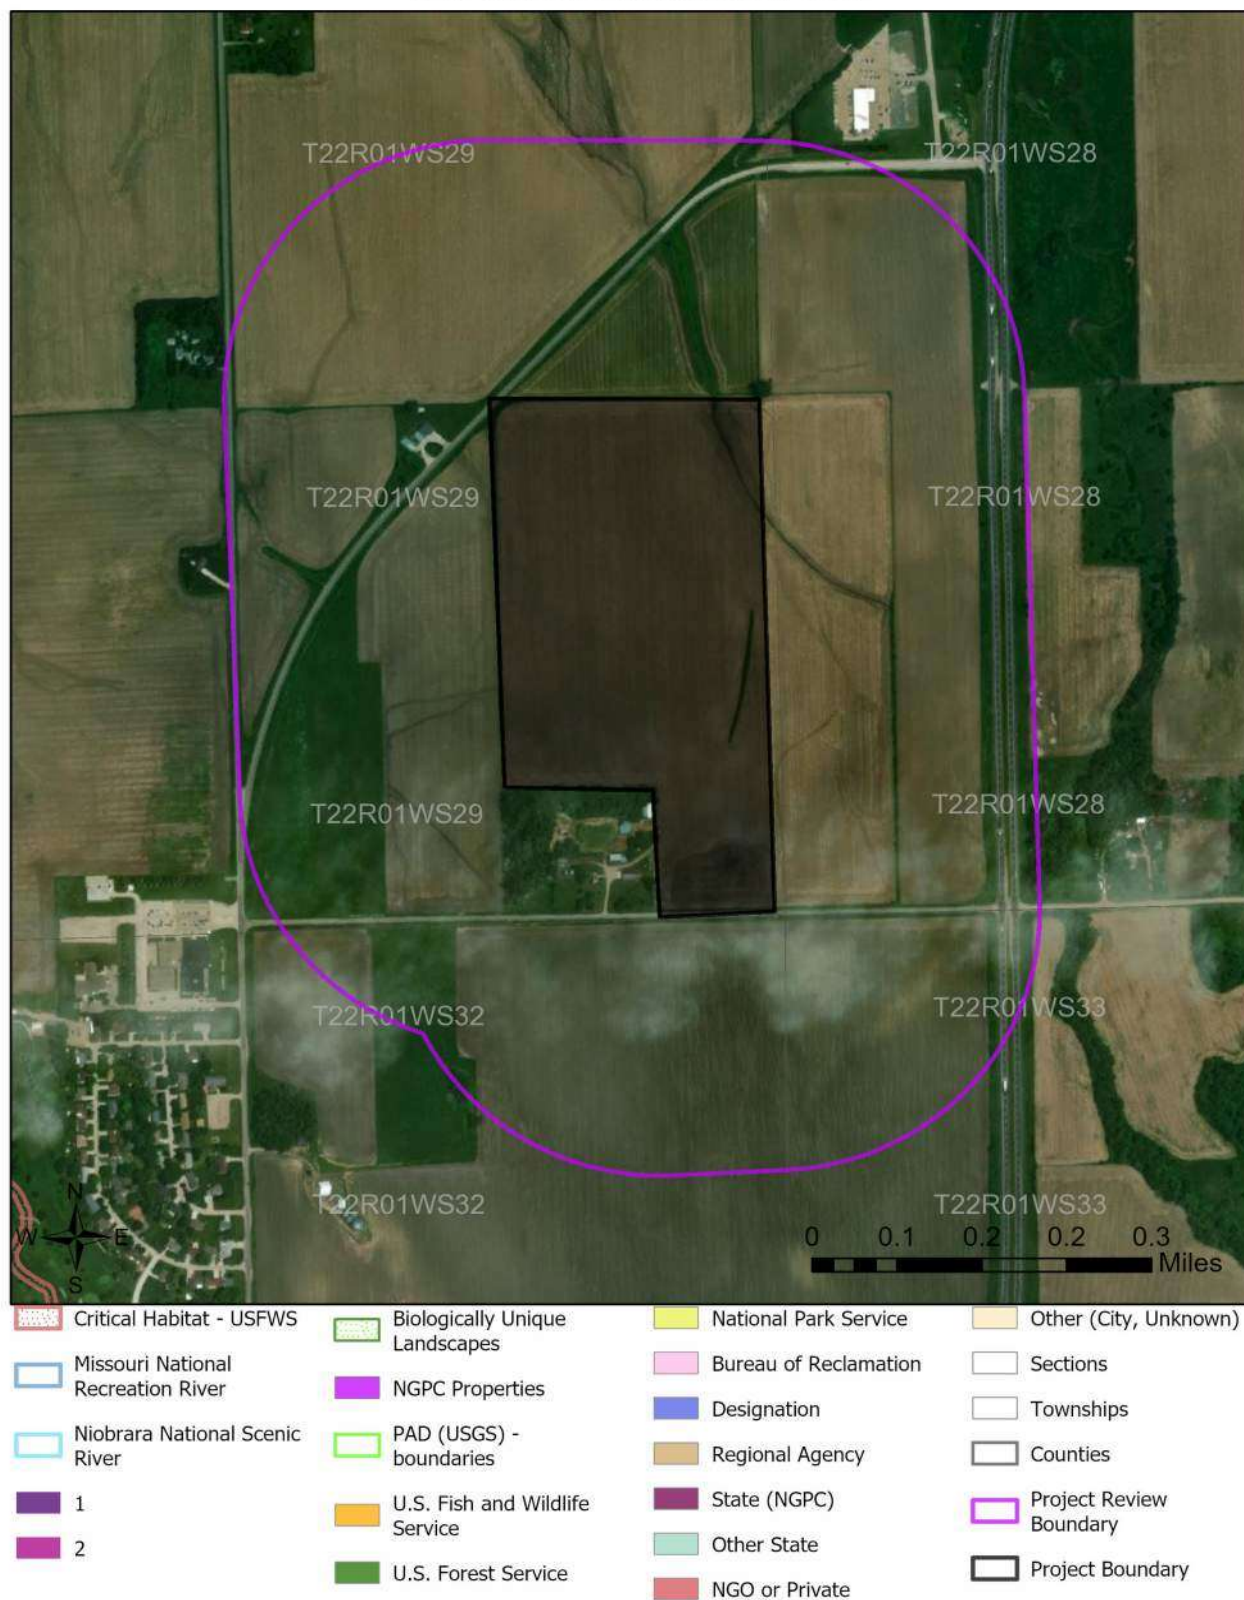 T22R01WS29
T22R01WS28
T22R01WS29
T22R01WS28
T22R01WS29
T22R01WS28
T22R01WS32
T22R01WS33
T22R01WS32
T22R01WS33
N
W
E
S
0
0.1
0.2
0.2
0.3
Miles
Critical Habitat - USFWS
Missouri National
Recreation River
Niobrara National Scenic
River
1
2
Biologically Unique
Landscapes
NGPC Properties
PAD (USGS) -
boundaries
U.S. Fish and Wildlife
Service
U.S. Forest Service
National Park Service
Bureau of Reclamation
Designation
Regional Agency
State (NGPC)
Other State
NGO or Private
Other (City, Unknown)
Sections
Townships
Counties
Project Review
Boundary
Project Boundary